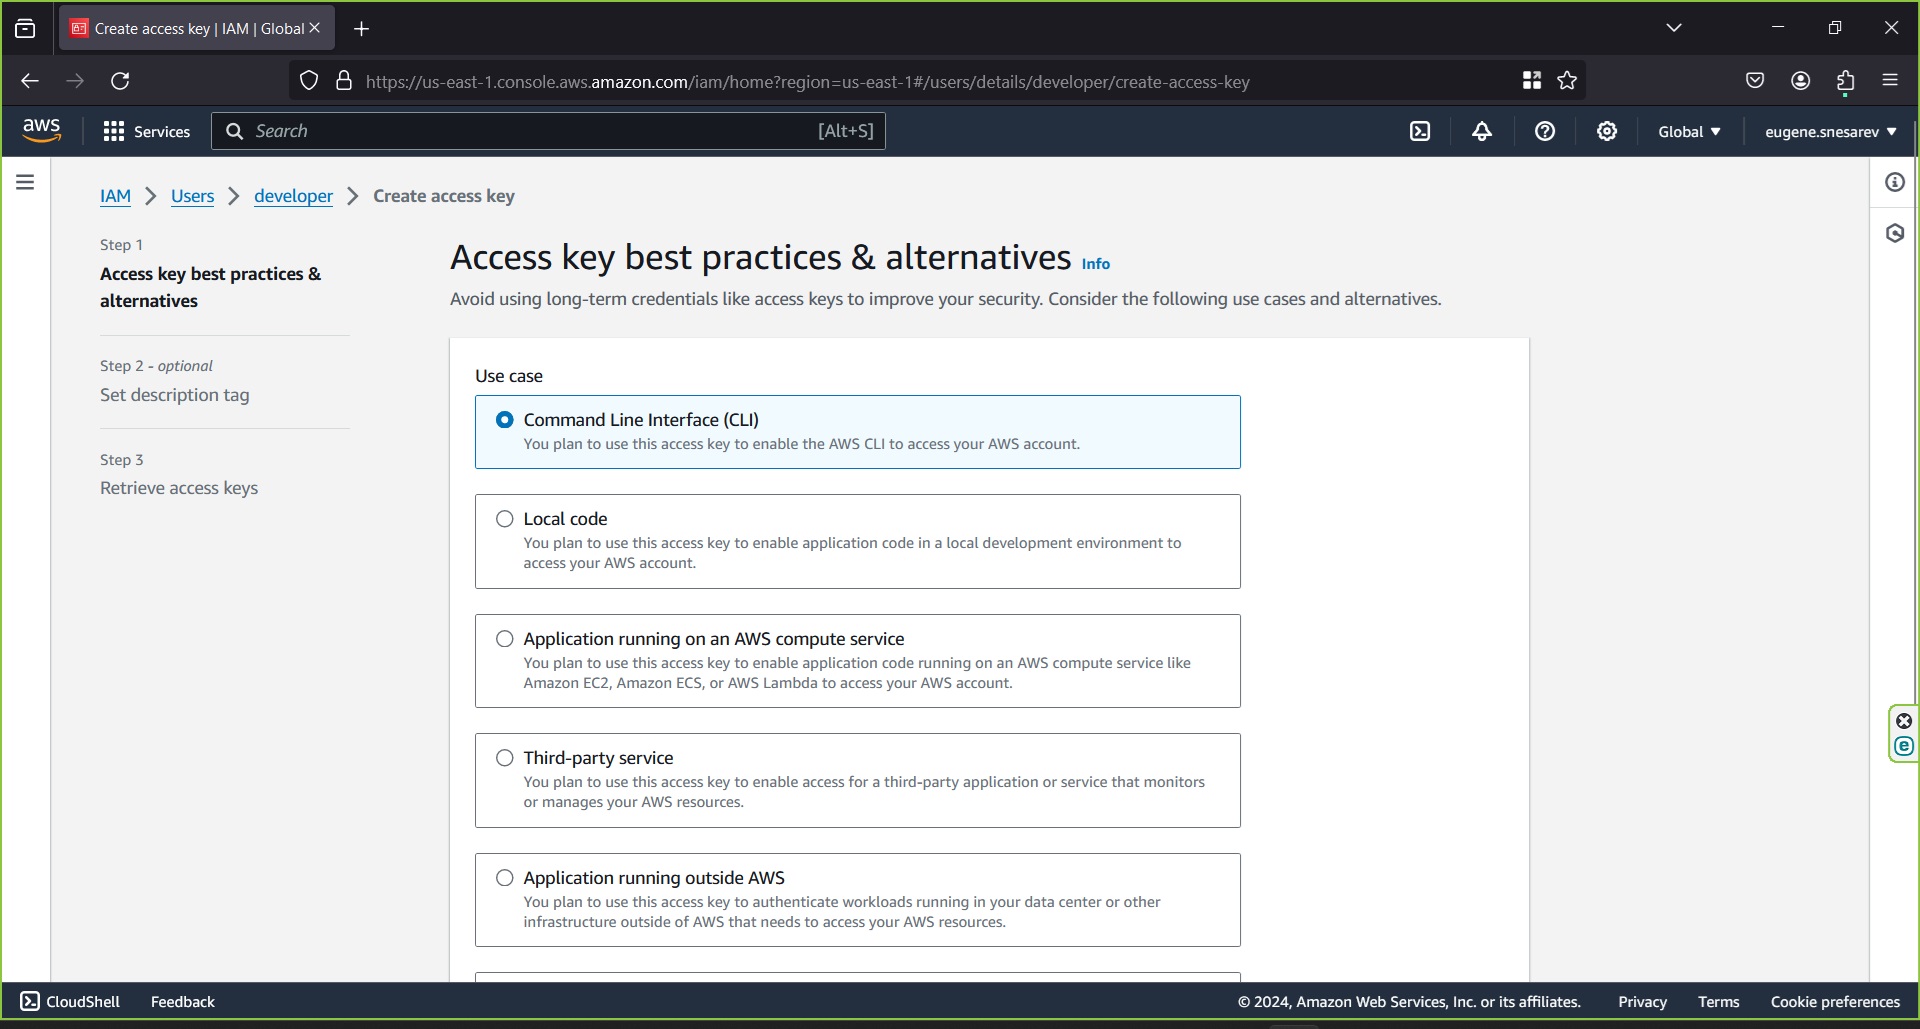 Create access key | IAM | Global
https://us-east-1.console.aws.amazon.com/iam/home?region=us-east-1#/users/details/developer/create-access-key
aws
Services
Search
[Alt+S]
Global
eugene.snesarev
IAM
Users
developer
Create access key
Step 1
Access key best practices &
alternatives
Step 2 - optional
Set description tag
Step 3
Retrieve access keys
Access key best practices & alternatives Info
Avoid using long-term credentials like access keys to improve your security. Consider the following use cases and alternatives.
Use case
Command Line Interface (CLI)
You plan to use this access key to enable the AWS CLI to access your AWS account.
Local code
You plan to use this access key to enable application code in a local development environment to
access your AWS account.
Application running on an AWS compute service
You plan to use this access key to enable application code running on an AWS compute service like
Amazon EC2, Amazon ECS, or AWS Lambda to access your AWS account.
Third-party service
You plan to use this access key to enable access for a third-party application or service that monitors
or manages your AWS resources.
Application running outside AWS
You plan to use this access key to authenticate workloads running in your data center or other
infrastructure outside of AWS that needs to access your AWS resources.
CloudShell
Feedback
© 2024, Amazon Web Services, Inc. or its affiliates.
Privacy
Terms
Cookie preferences